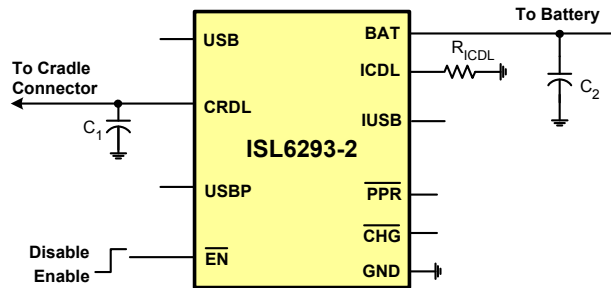 To Battery
USB
BAT
R_ICDL
To Cradle
Connector
ICDL
C_2
CRDL
C_1
IUSB
ISL6293-2
USBP
PPR
CHG
Disable
Enable
EN
GND